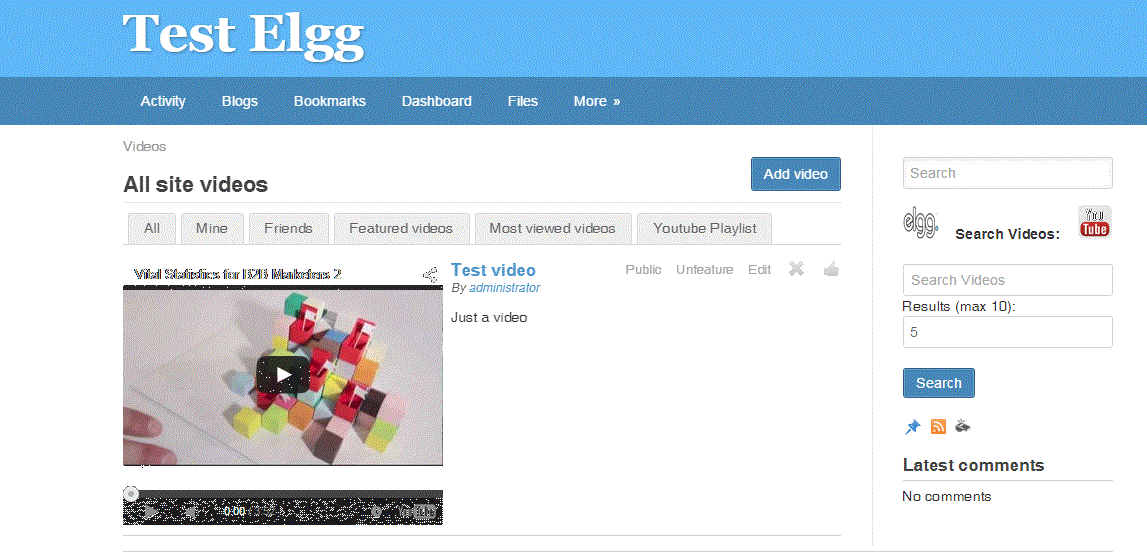 Test Elgg
Activity Blogs Bookmarks Dashboard Files More »
Videos
All site videos
Add video
All Mine Friends Featured videos Most viewed videos Youtube Playlist
Vital Statistics for B2B Marketers 2
0:00
Test video
Public Unfeature Edit
By administrator
Just a video
Search
elgg.
Search Videos:
You
Tube
Search Videos
Results (max 10):
5
Search
Latest comments
No comments